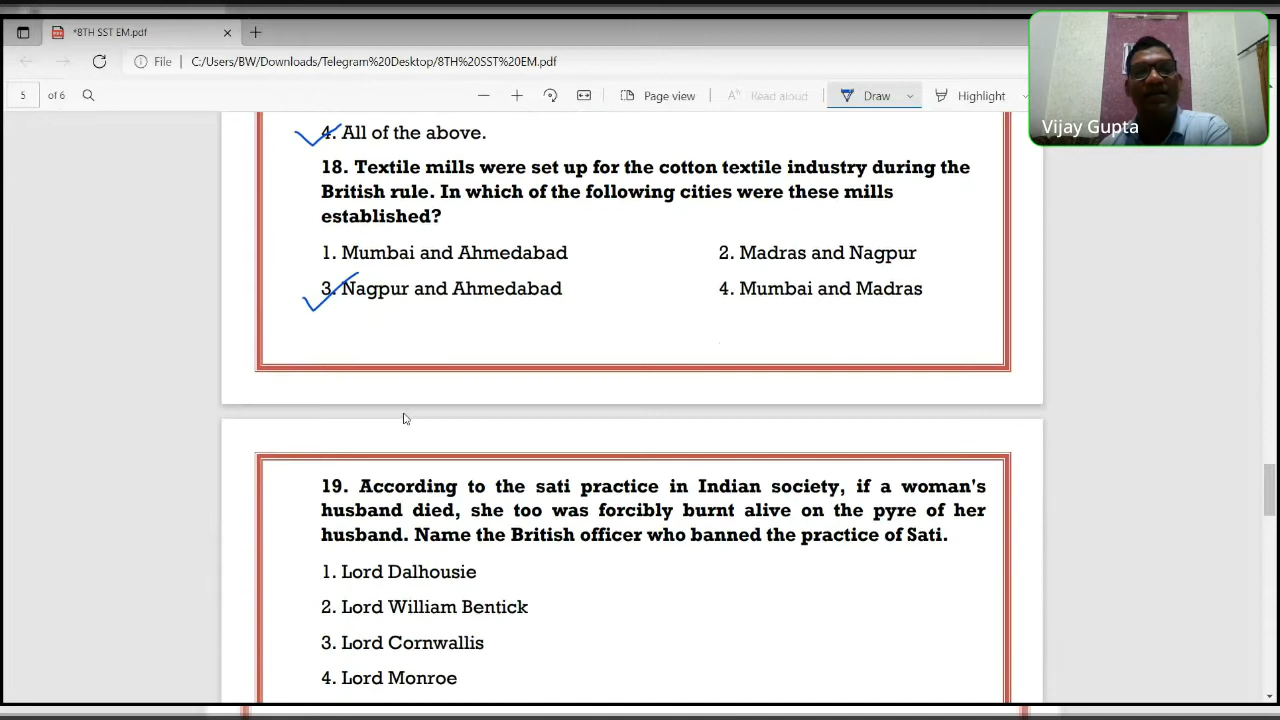 *8TH SST EM.pdf
File
C:/Users/BW/Downloads/Telegram%20Desktop/8TH%20SST%20EM.pdf
5 of 6
Page view
Read aloud
Draw
Highlight
Vijay Gupta
4. All of the above.
18. Textile mills were set up for the cotton textile industry during the
British rule. In which of the following cities were these mills
established?
1. Mumbai and Ahmedabad
2. Madras and Nagpur
3. Nagpur and Ahmedabad
4. Mumbai and Madras
19. According to the sati practice in Indian society, if a woman's
husband died, she too was forcibly burnt alive on the pyre of her
husband. Name the British officer who banned the practice of Sati.
1. Lord Dalhousie
2. Lord William Bentick
3. Lord Cornwallis
4. Lord Monroe